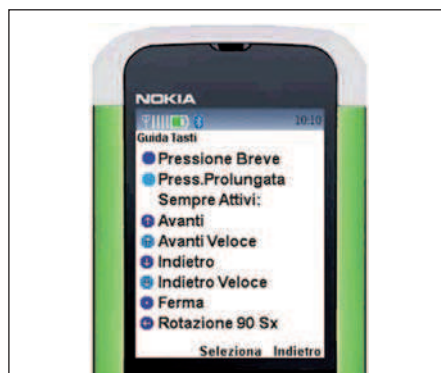 NOKIA
10:10
Guida Tasti
Pressione Breve
Press.Prolungata
Sempre Attivi:
Avanti
Avanti Veloce
Indietro
Indietro Veloce
Ferma
Rotazione 90 Sx
Seleziona Indietro